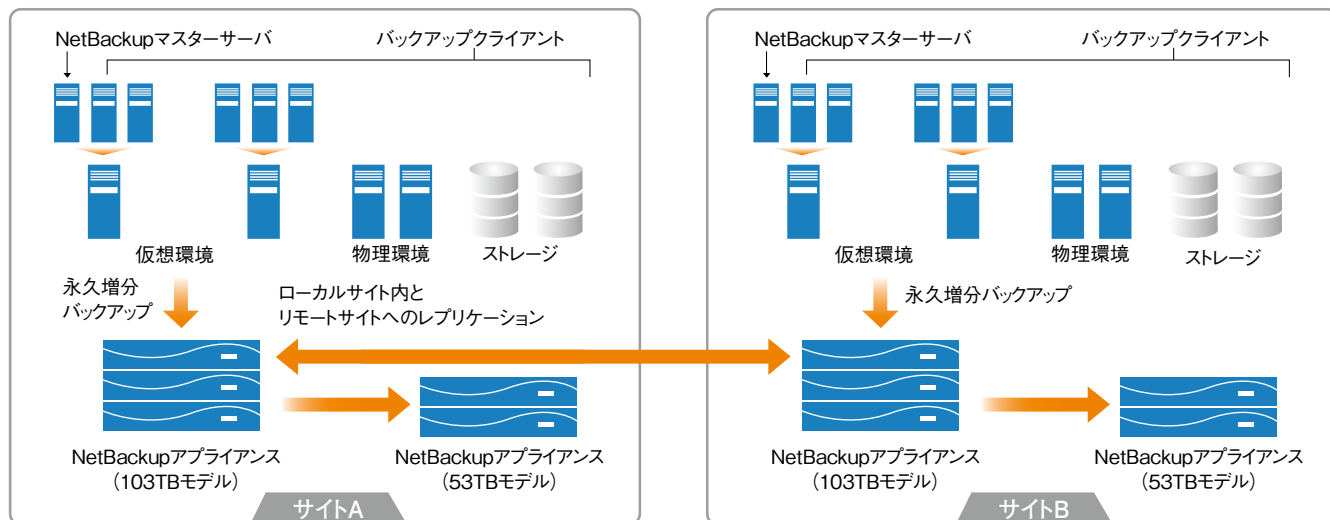 NetBackupマスターサーバ
バックアップクライアント
仮想環境
物理環境
ストレージ
永久増分
バックアップ
ローカルサイト内と
リモートサイトへのレプリケーション
NetBackupアプライアンス
(103TBモデル)
NetBackupアプライアンス
(53TBモデル)
サイトA
NetBackupマスターサーバ
バックアップクライアント
仮想環境
物理環境
ストレージ
永久増分バックアップ
NetBackupアプライアンス
(103TBモデル)
NetBackupアプライアンス
(53TBモデル)
サイトB